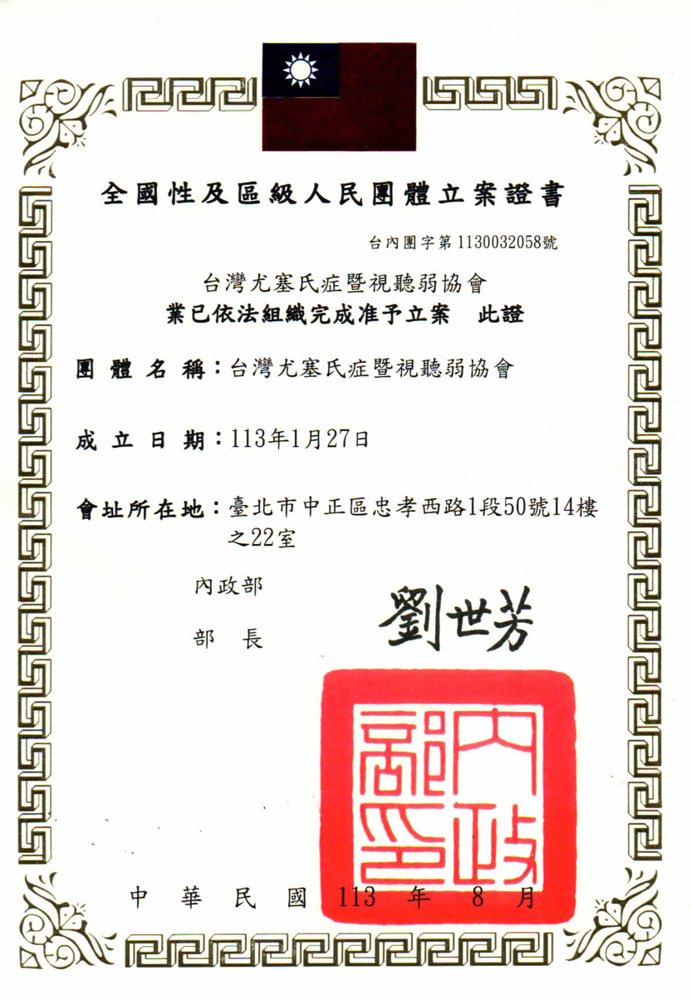 全國性及區級人民團體立案證書
台內團字第1130032058號
台灣尤塞氏症暨視聽弱協會
業已依法組織完成准予立案　此證
團體名稱：台灣尤塞氏症暨視聽弱協會
成立日期：113年1月27日
會址所在地：臺北市中正區忠孝西路1段50號14樓
之22室
內政部
部長
劉世芳
內政部印
中華民國113年8月